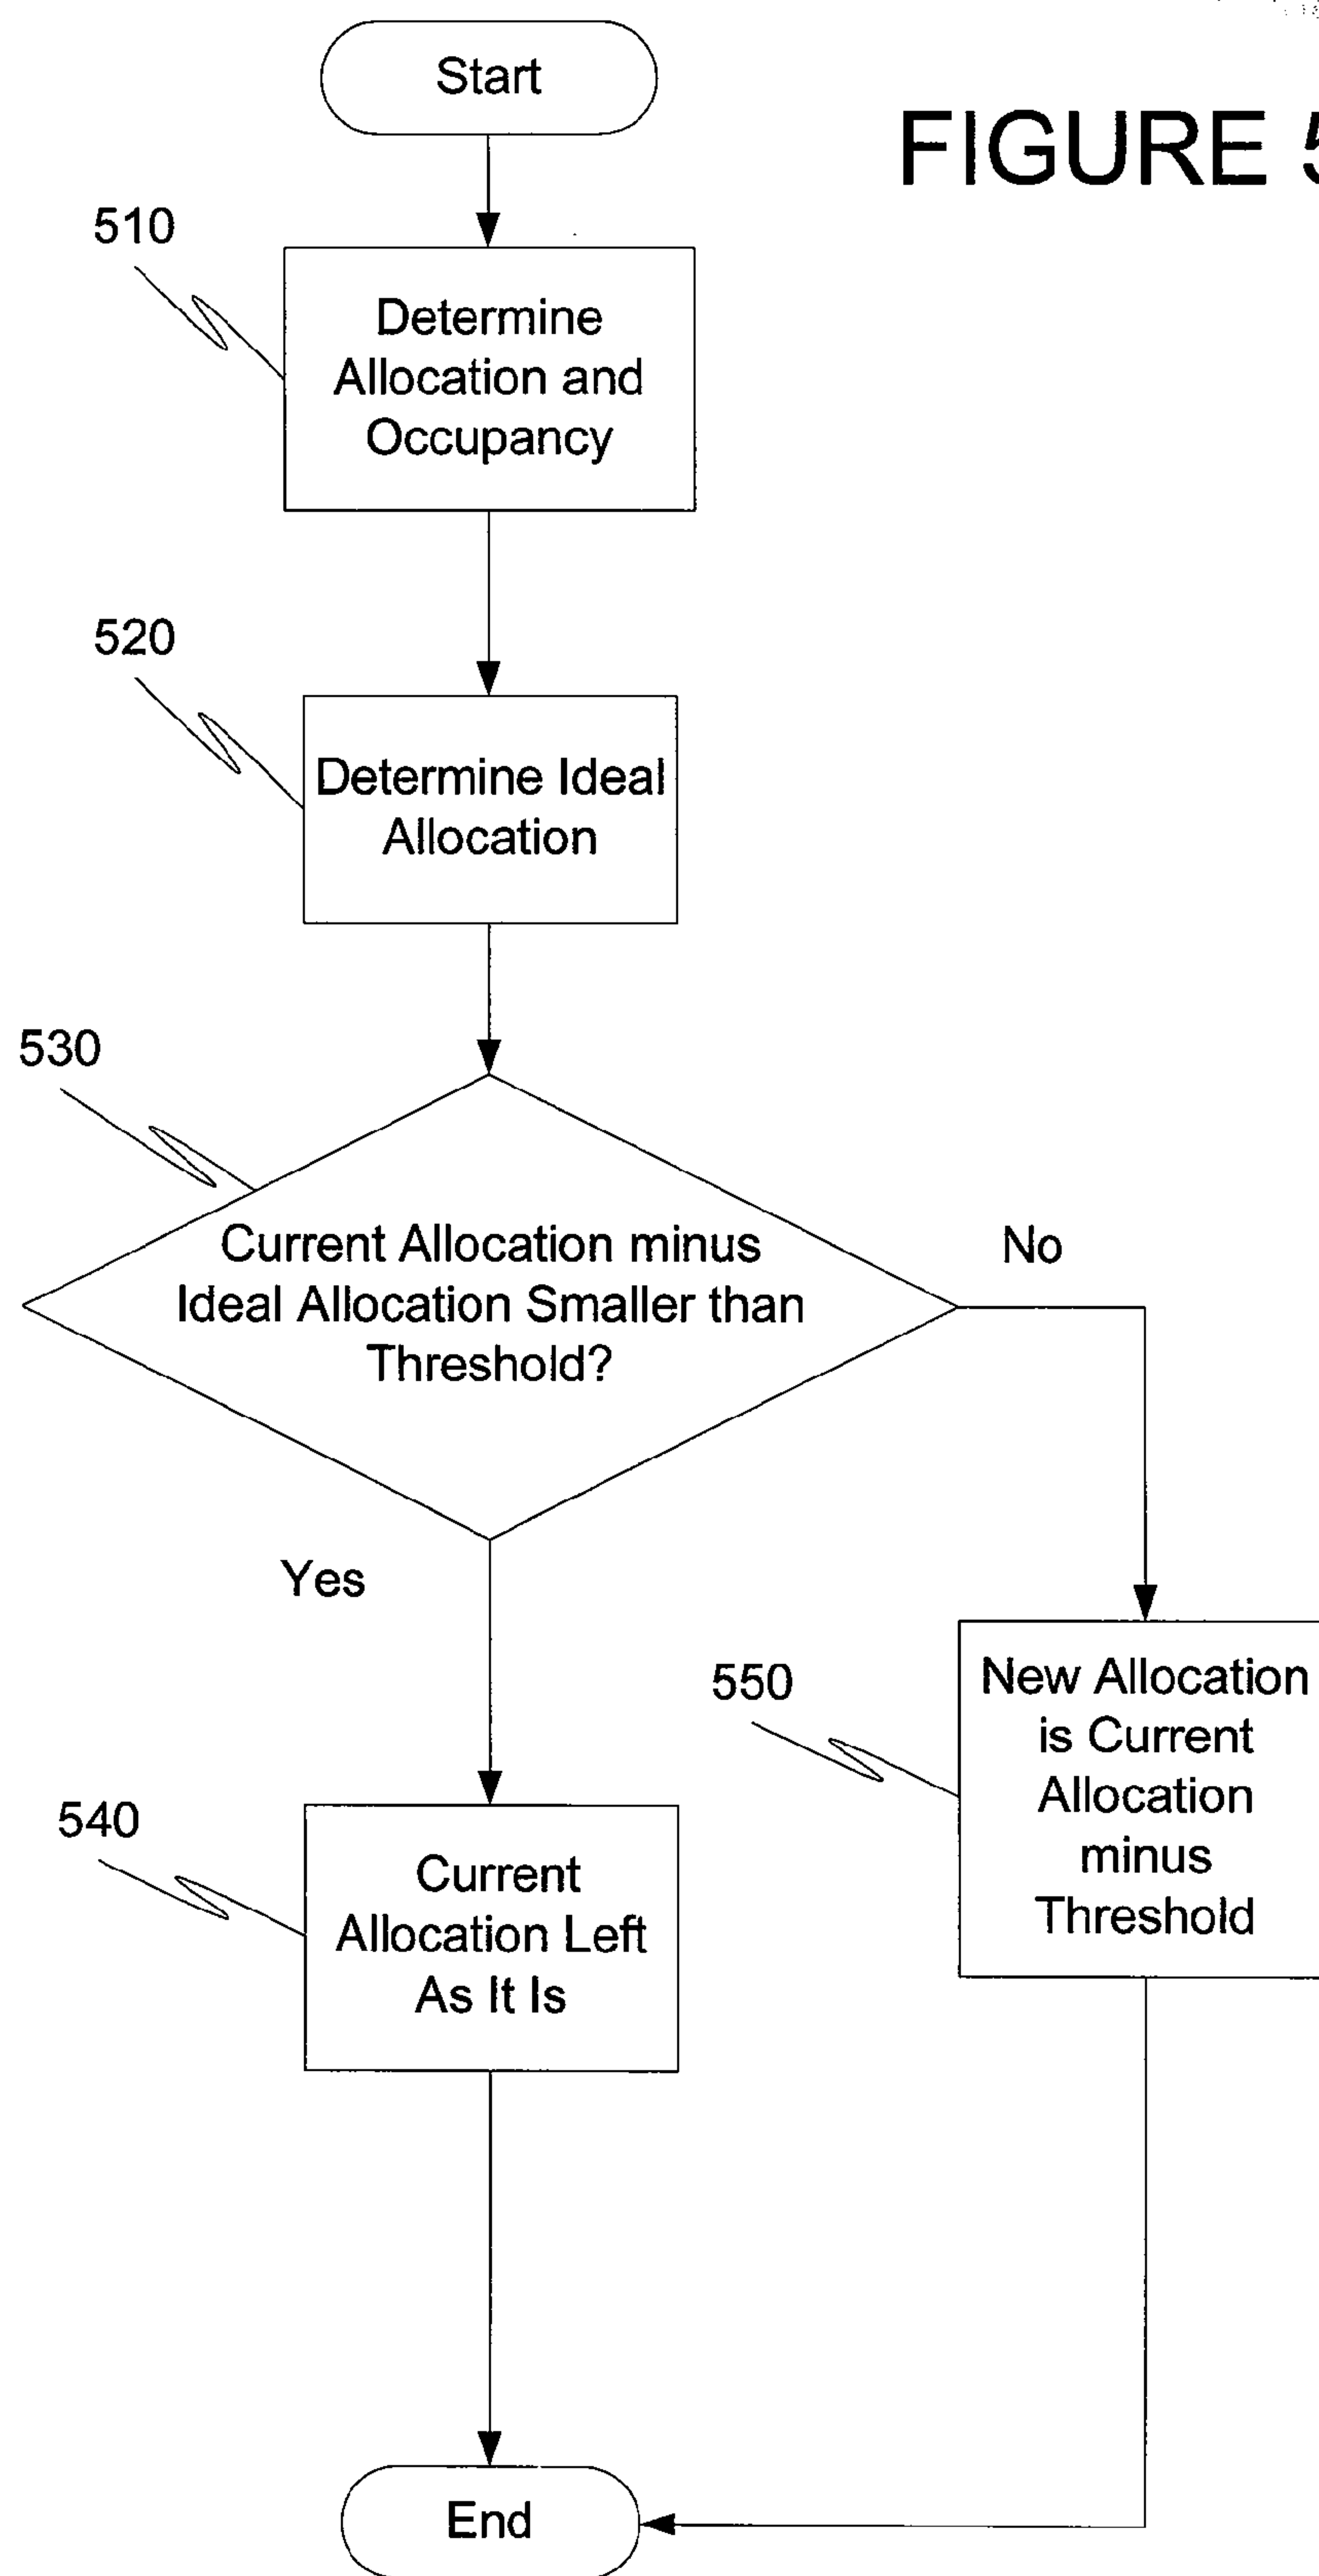 Start
FIGURE 5
510
Determine
Allocation and
Occupancy
520
Determine Ideal
Allocation
530
Current Allocation minus
Ideal Allocation Smaller than
Threshold?
No
Yes
550
New Allocation
is Current
Allocation
minus
Threshold
540
Current
Allocation Left
As It Is
End